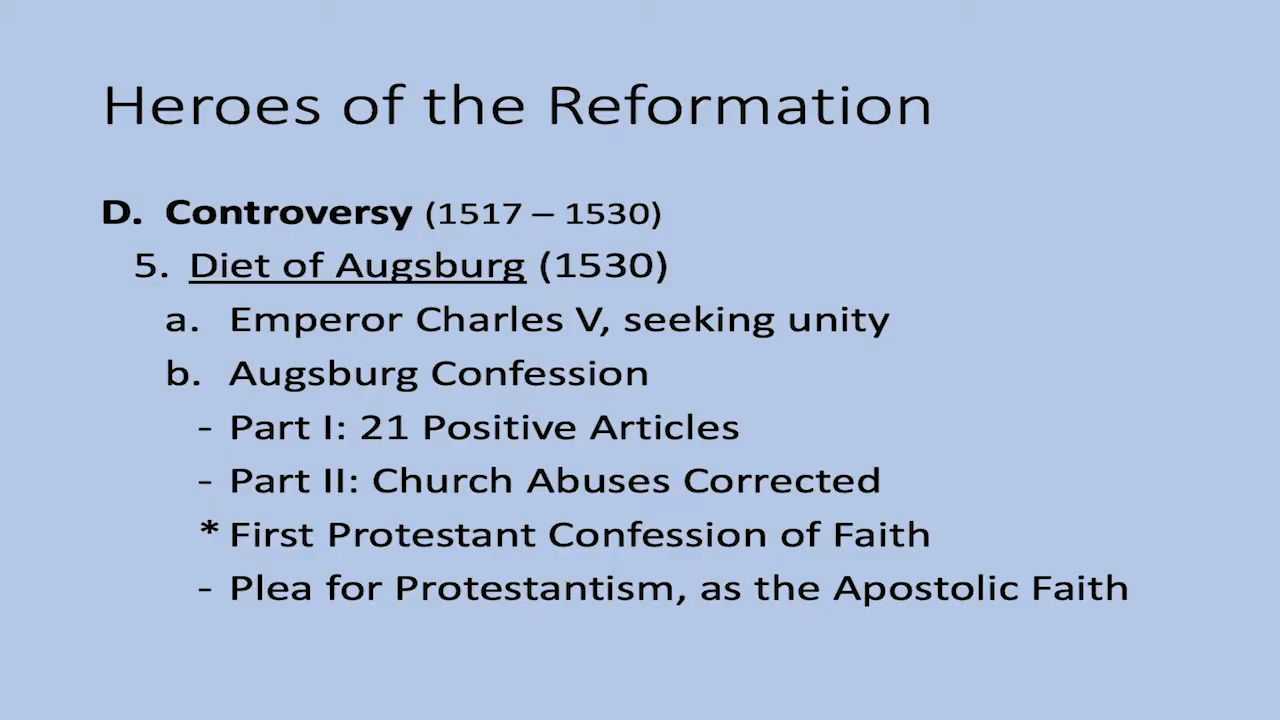 Heroes of the Reformation
D. Controversy (1517 – 1530)
5. Diet of Augsburg (1530)
a. Emperor Charles V, seeking unity
b. Augsburg Confession
- Part I: 21 Positive Articles
- Part II: Church Abuses Corrected
* First Protestant Confession of Faith
- Plea for Protestantism, as the Apostolic Faith